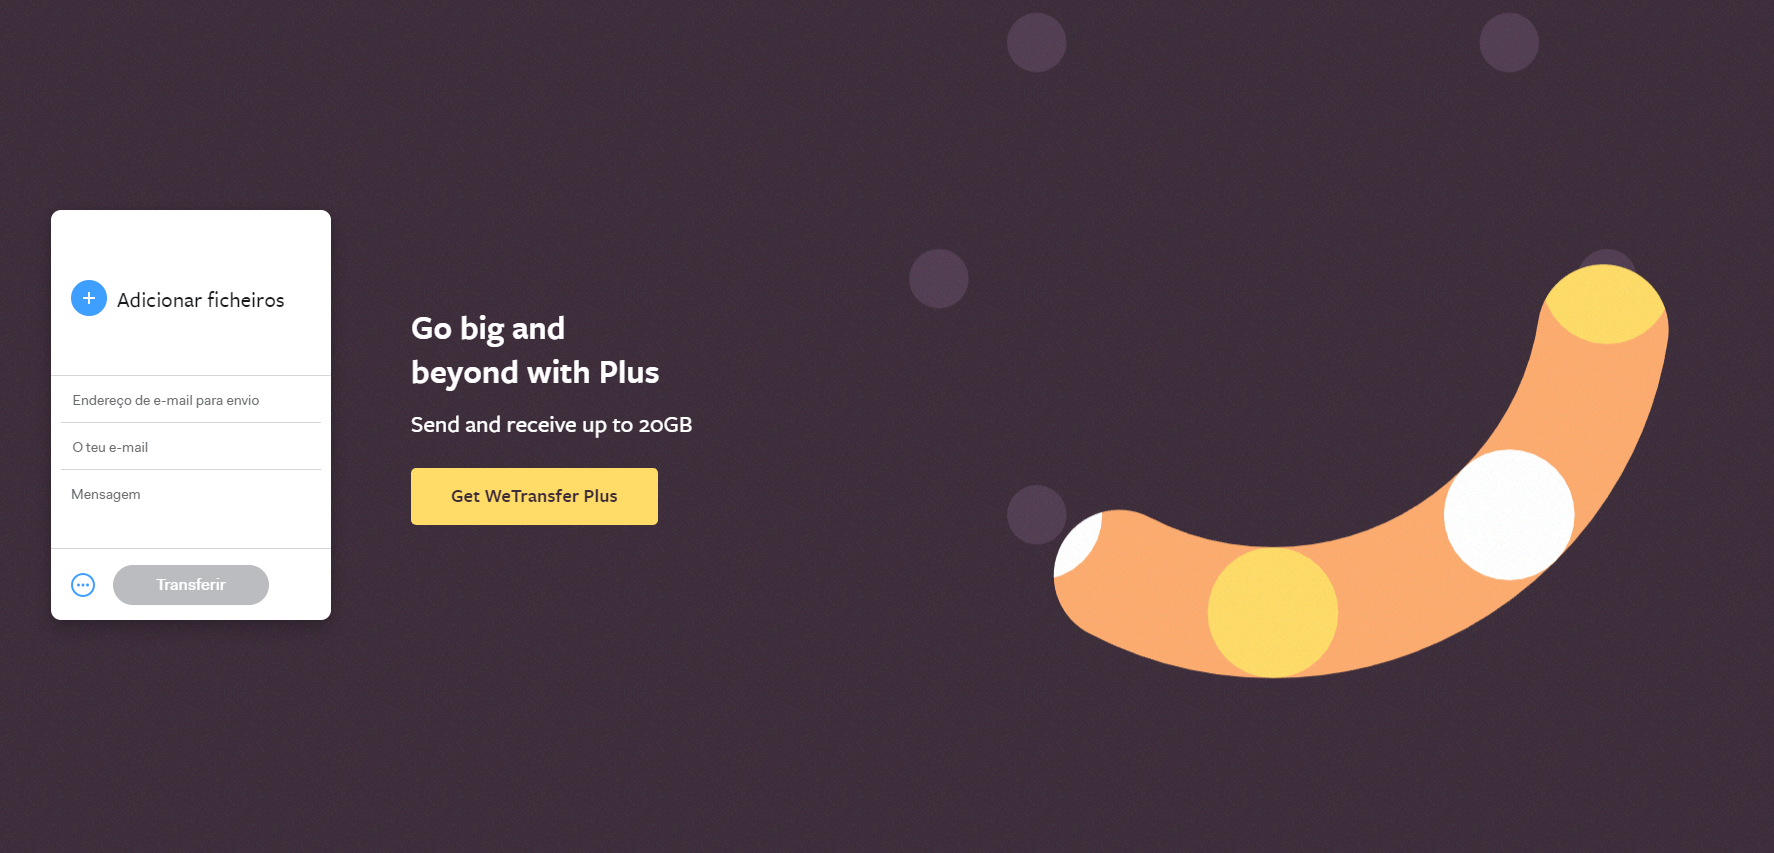 Adicionar ficheiros
Endereço de e-mail para envio
O teu e-mail
Mensagem
Transferir
Go big and
beyond with Plus
Send and receive up to 20GB
Get WeTransfer Plus